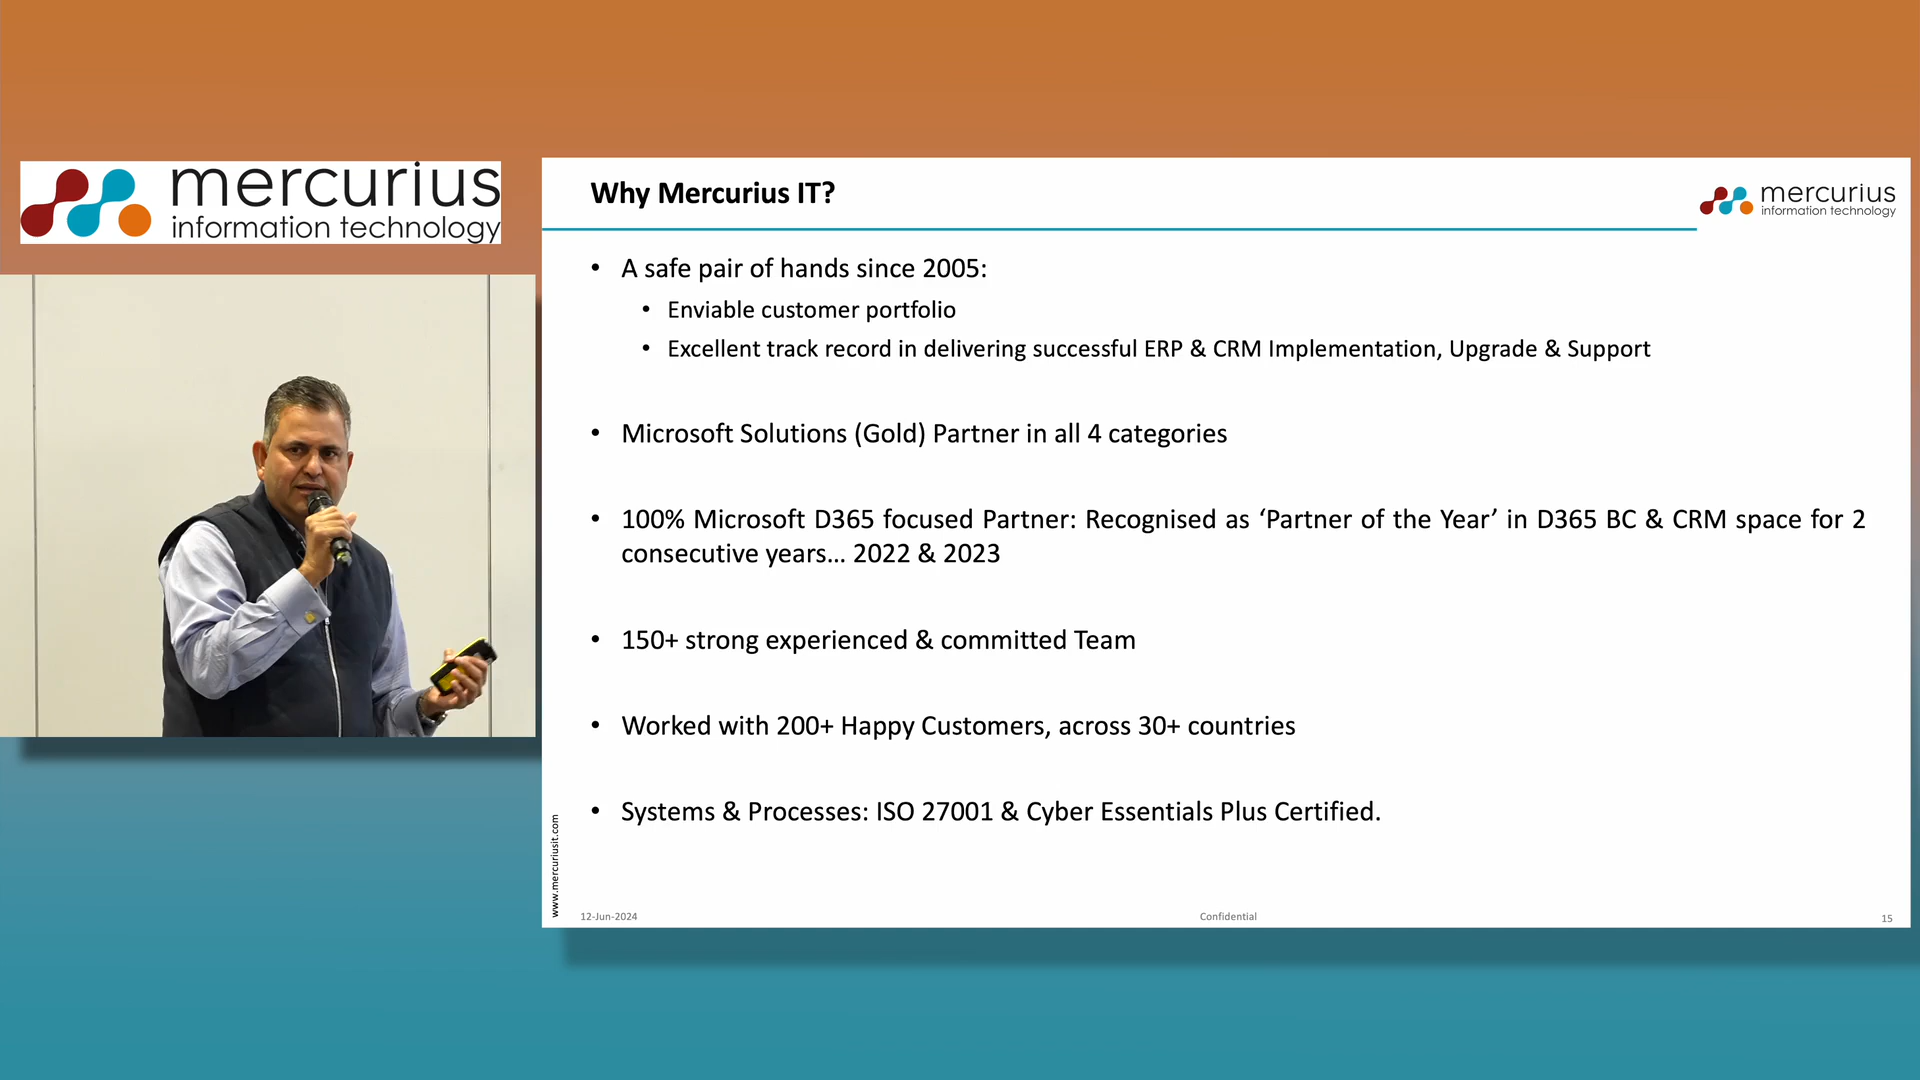 mercurius
information technology
Why Mercurius IT?
mercurius
information technology
• A safe pair of hands since 2005:
• Enviable customer portfolio
• Excellent track record in delivering successful ERP & CRM Implementation, Upgrade & Support
• Microsoft Solutions (Gold) Partner in all 4 categories
• 100% Microsoft D365 focused Partner: Recognised as ‘Partner of the Year’ in D365 BC & CRM space for 2
consecutive years... 2022 & 2023
• 150+ strong experienced & committed Team
• Worked with 200+ Happy Customers, across 30+ countries
• Systems & Processes: ISO 27001 & Cyber Essentials Plus Certified.
www.mercuriusit.com
12-Jun-2024
Confidential
15